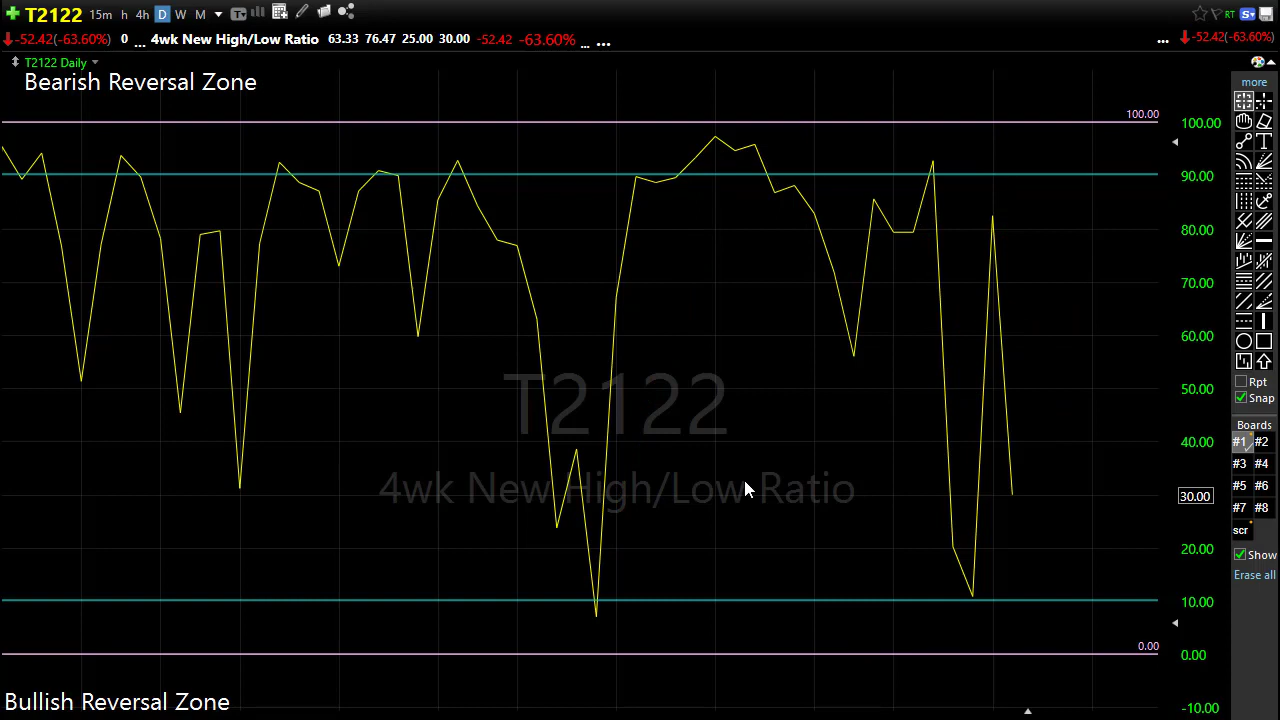 T2122 15m h 4h D W M T RT S
-52.42(-63.60%) 0 ... 4wk New High/Low Ratio 63.33 76.47 25.00 30.00 -52.42 -63.60% ... ... ... -52.42(-63.60%)
T2122 Daily
Bearish Reversal Zone
more
100.00
100.00
90.00
80.00
70.00
60.00
50.00
40.00
30.00
20.00
10.00
0.00
0.00
-10.00
T2122
4wk New High/Low Ratio
T
Rpt
Snap
Boards
#1 #2
#3 #4
#5 #6
#7 #8
scr
Show
Erase all
Bullish Reversal Zone